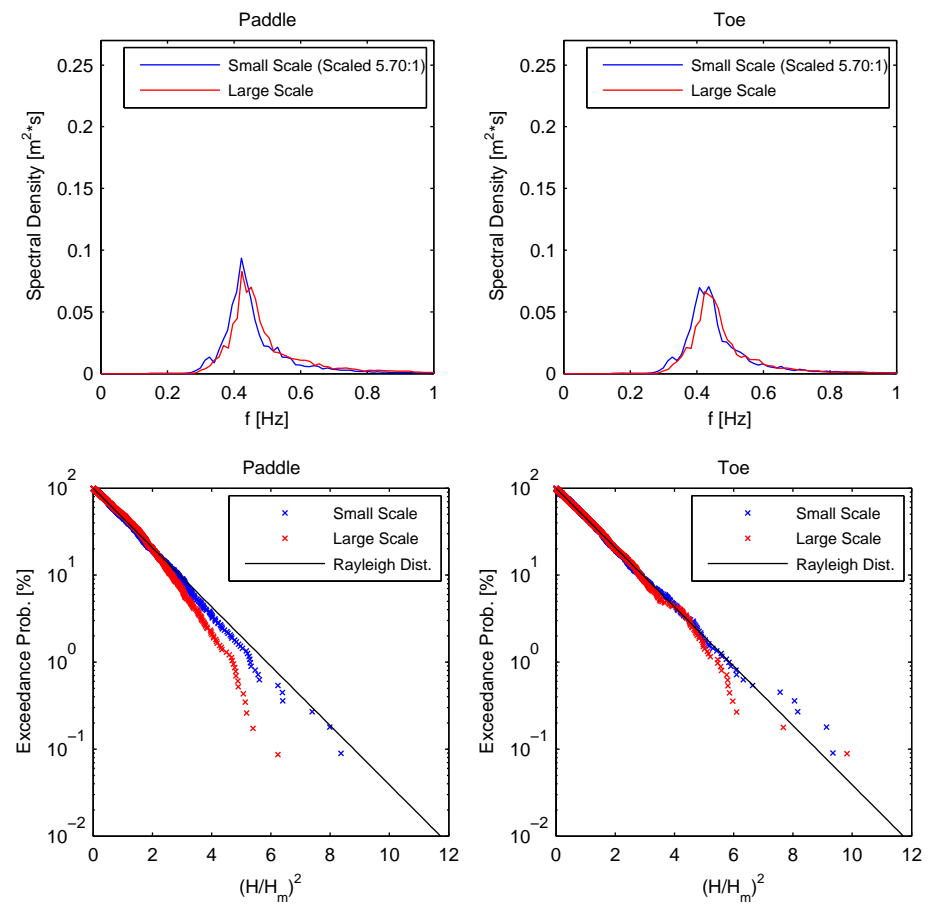 Paddle
0.25
0.2
0.15
0.1
0.05
0
Spectral Density [m²*s]
Small Scale (Scaled 5.70:1)
Large Scale
0 0.2 0.4 0.6 0.8 1
f [Hz]
Toe
0.25
0.2
0.15
0.1
0.05
0
Spectral Density [m²*s]
Small Scale (Scaled 5.70:1)
Large Scale
0 0.2 0.4 0.6 0.8 1
f [Hz]
Paddle
10²
10¹
10⁰
10⁻¹
10⁻²
Exceedance Prob. [%]
Small Scale
Large Scale
Rayleigh Dist.
0 2 4 6 8 10 12
(H/Hₘ)²
Toe
10²
10¹
10⁰
10⁻¹
10⁻²
Exceedance Prob. [%]
Small Scale
Large Scale
Rayleigh Dist.
0 2 4 6 8 10 12
(H/Hₘ)²